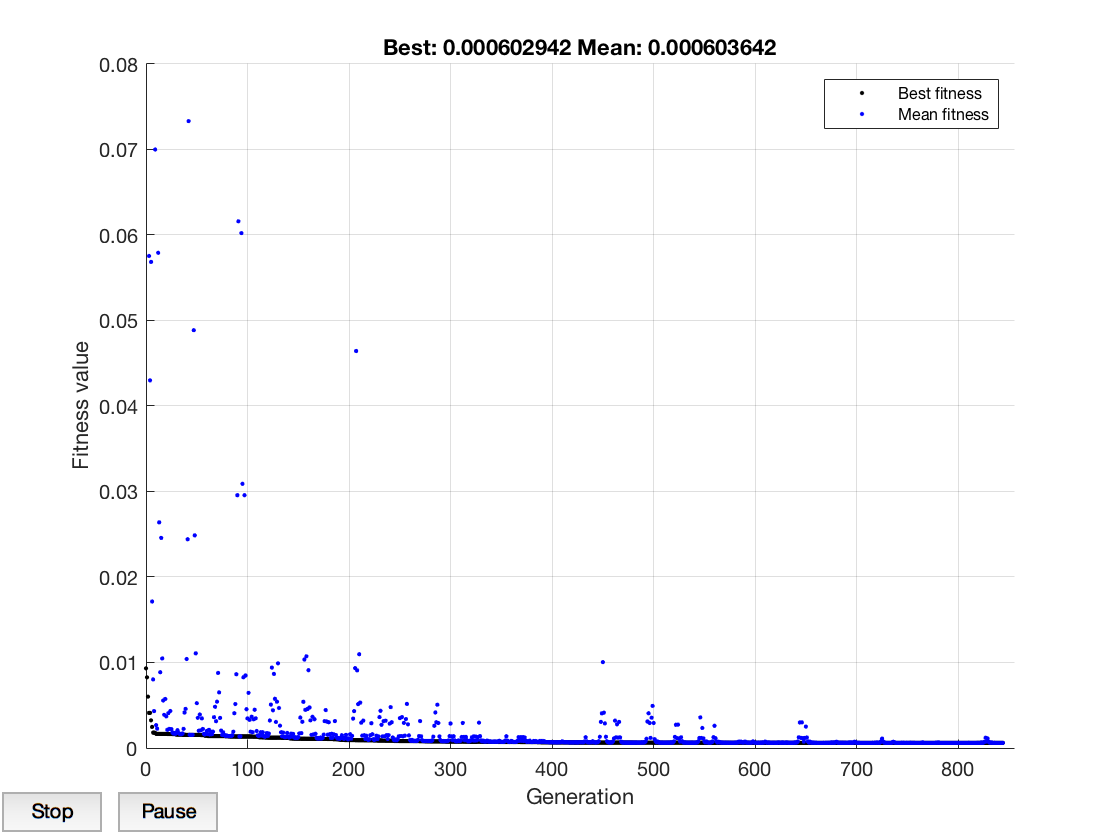 Best: 0.000602942 Mean: 0.000603642
0.08
Best fitness
Mean fitness
0.07
0.06
0.05
Fitness value
0.04
0.03
0.02
0.01
0
0 100 200 300 400 500 600 700 800
Generation
Stop Pause